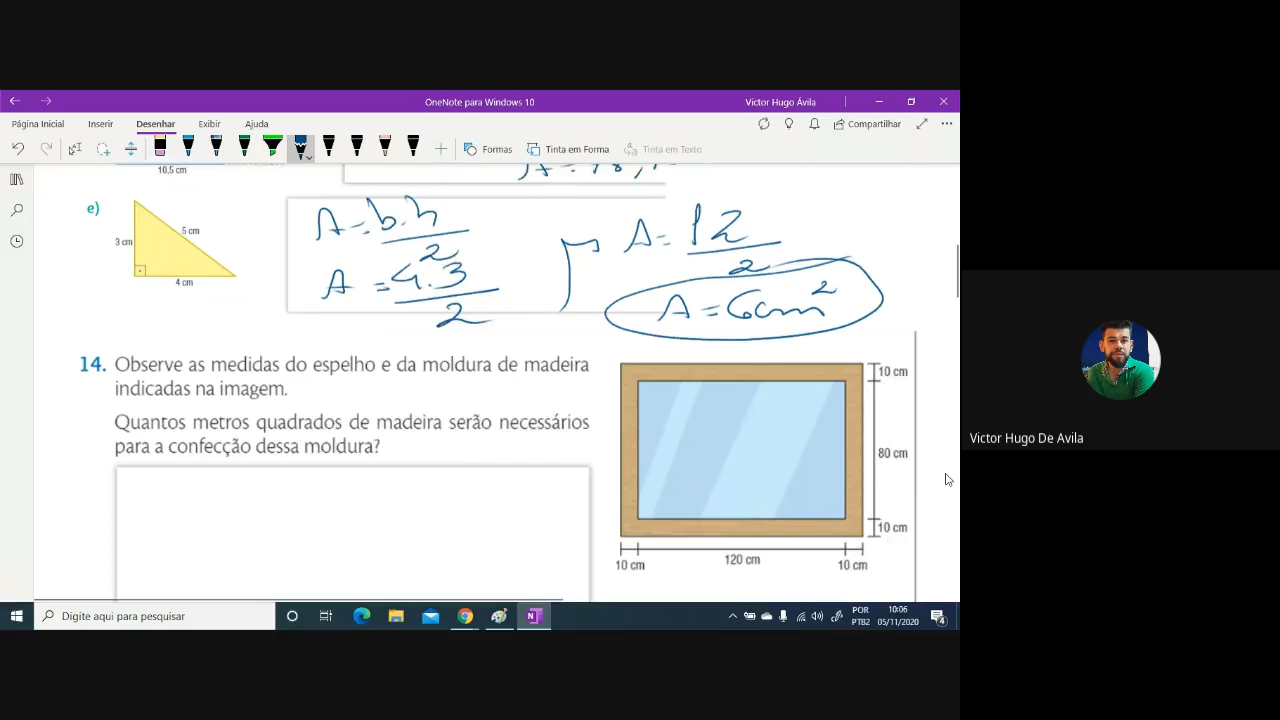 OneNote para Windows 10
Victor Hugo Ávila
Página Inicial Inserir Desenhar Exibir Ajuda
Compartilhar
Formas Tinta em Forma Tinta em Texto
10,5 cm
e)
3 cm
5 cm
4 cm
A = b.h
2
A = 4.3
2
A = 12
2
A = 6cm²
14. Observe as medidas do espelho e da moldura de madeira
indicadas na imagem.
Quantos metros quadrados de madeira serão necessários
para a confecção dessa moldura?
10 cm
80 cm
10 cm
10 cm 120 cm 10 cm
Victor Hugo De Avila
Digite aqui para pesquisar
POR
PTB2
10:06
05/11/2020
4